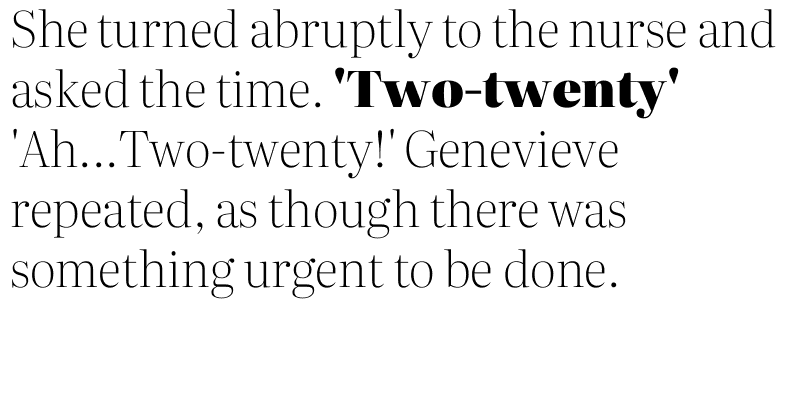 She turned abruptly to the nurse and
asked the time. 'Two-twenty'
'Ah...Two-twenty!' Genevieve
repeated, as though there was
something urgent to be done.